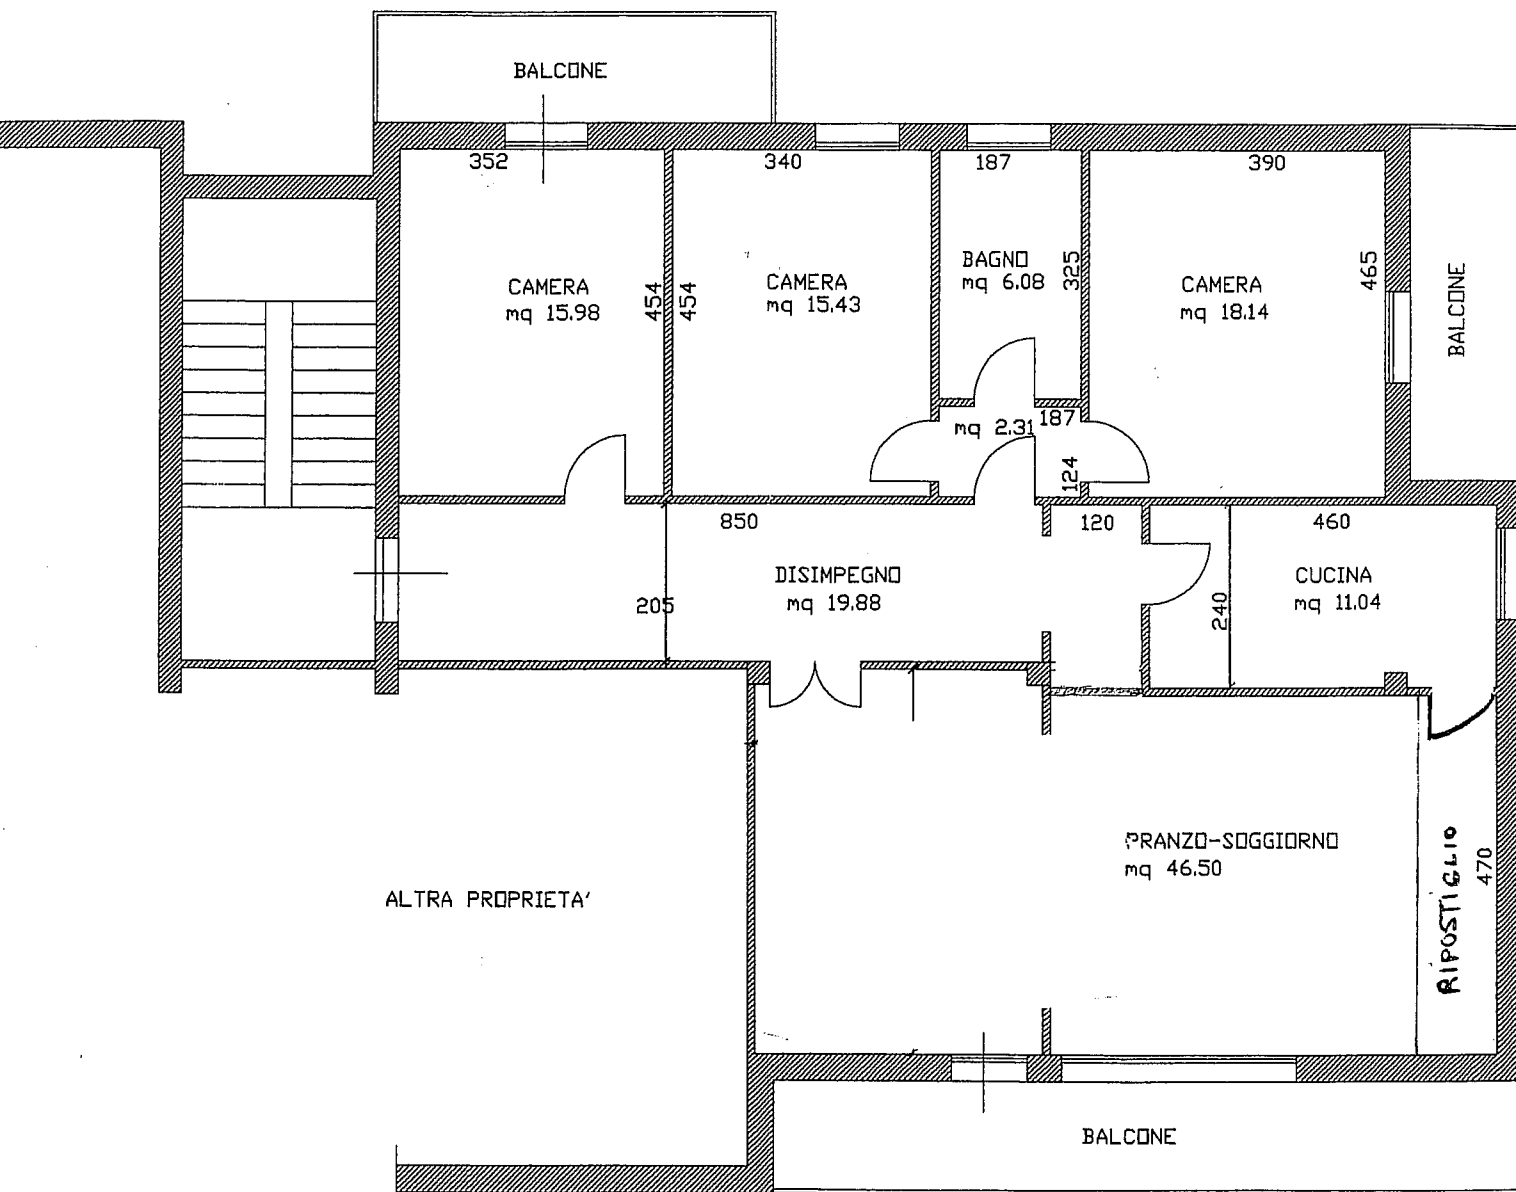 BALCONE
352
340
187
390
CAMERA
mq 15.98
454
454
CAMERA
mq 15.43
BAGNO
mq 6.08
325
CAMERA
mq 18.14
465
BALCONE
mq 2.31
187
124
850
120
460
DISIMPEGNO
mq 19.88
205
240
CUCINA
mq 11.04
PRANZO-SOGGIORNO
mq 46.50
RIPOSTIGLIO
470
ALTRA PROPRIETA'
BALCONE